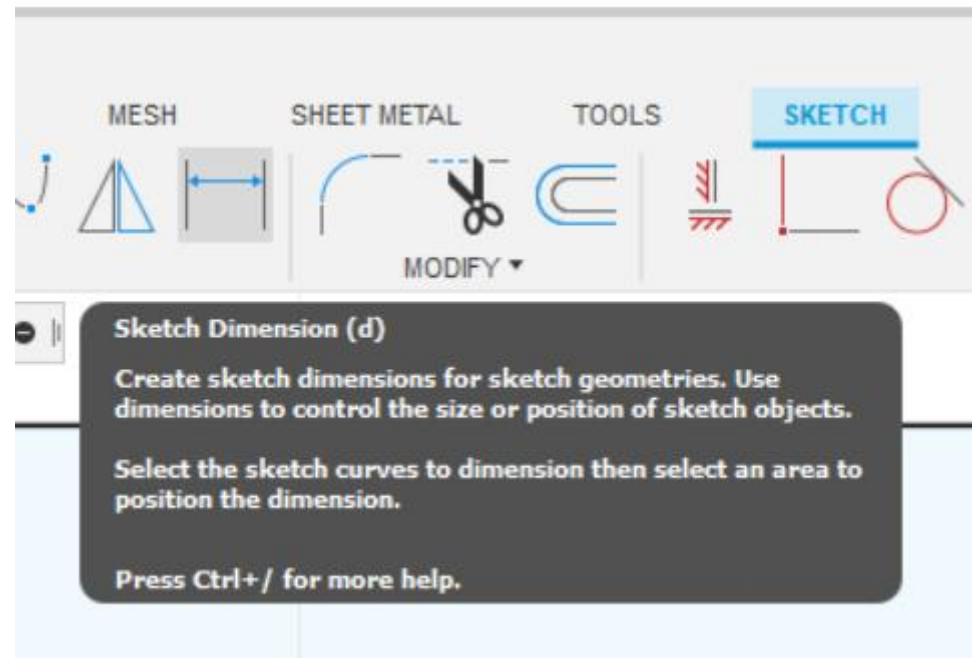 MESH SHEET METAL TOOLS SKETCH
MODIFY
Sketch Dimension (d)
Create sketch dimensions for sketch geometries. Use
dimensions to control the size or position of sketch objects.
Select the sketch curves to dimension then select an area to
position the dimension.
Press Ctrl+/ for more help.